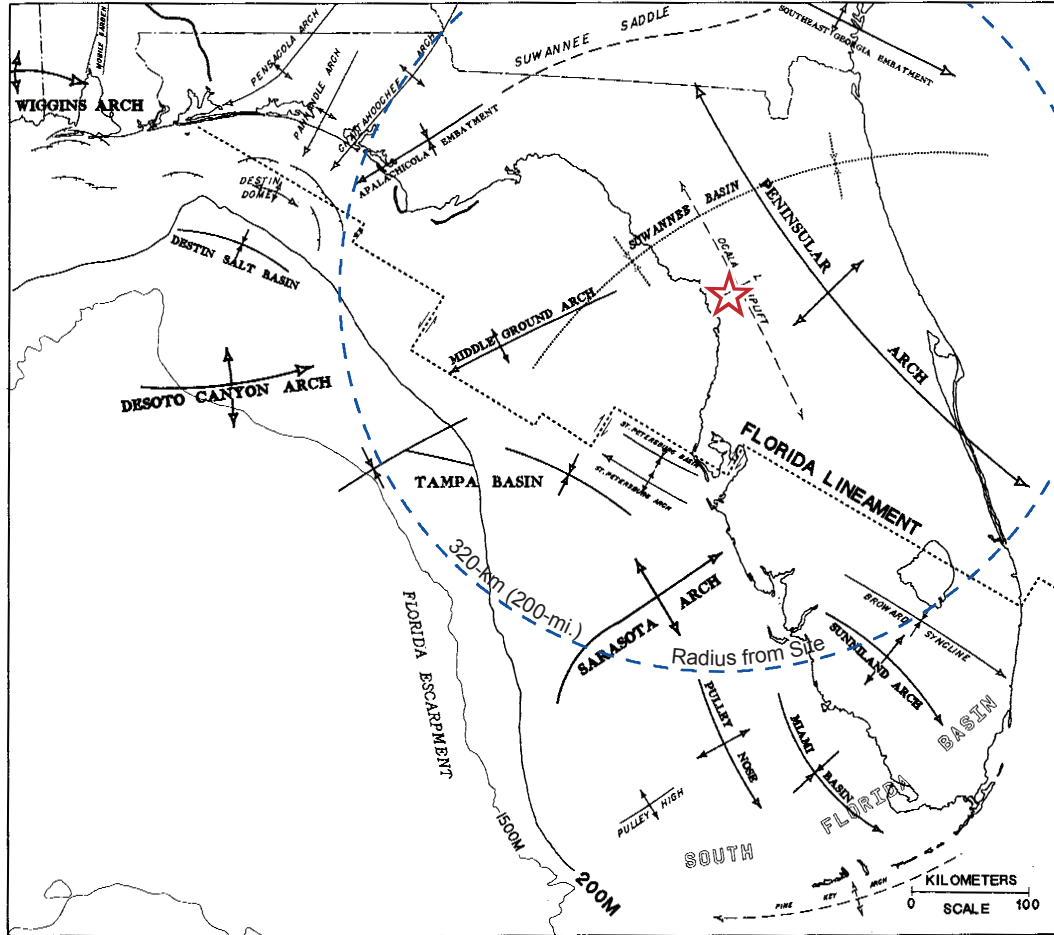 MOBILE GRABEN
PENSACOLA ARCH
PANHANDLE ARCH
CHATTAHOOCHEE ARCH
SUWANNEE SADDLE
SOUTHEAST GEORGIA EMBAYMENT
WIGGINS ARCH
APALACHICOLA EMBAYMENT
DESTIN
DOME
DESTIN SALT BASIN
SUWANNEE BASIN
PENINSULAR ARCH
OCALA UPLIFT
MIDDLE GROUND ARCH
DESOTO CANYON ARCH
TAMPA BASIN
ST. PETERSBURG BASIN
ST. PETERSBURG ARCH
FLORIDA LINEAMENT
320-km (200-mi.)
Radius from Site
SARASOTA ARCH
BROWARD SYNCLINE
SUNNILAND ARCH
FLORIDA ESCARPMENT
PULLEY NOSE
MIAMI BASIN
PULLEY HIGH
SOUTH FLORIDA BASIN
1500M
200M
PINE KEY ARCH
KILOMETERS
0 100
SCALE